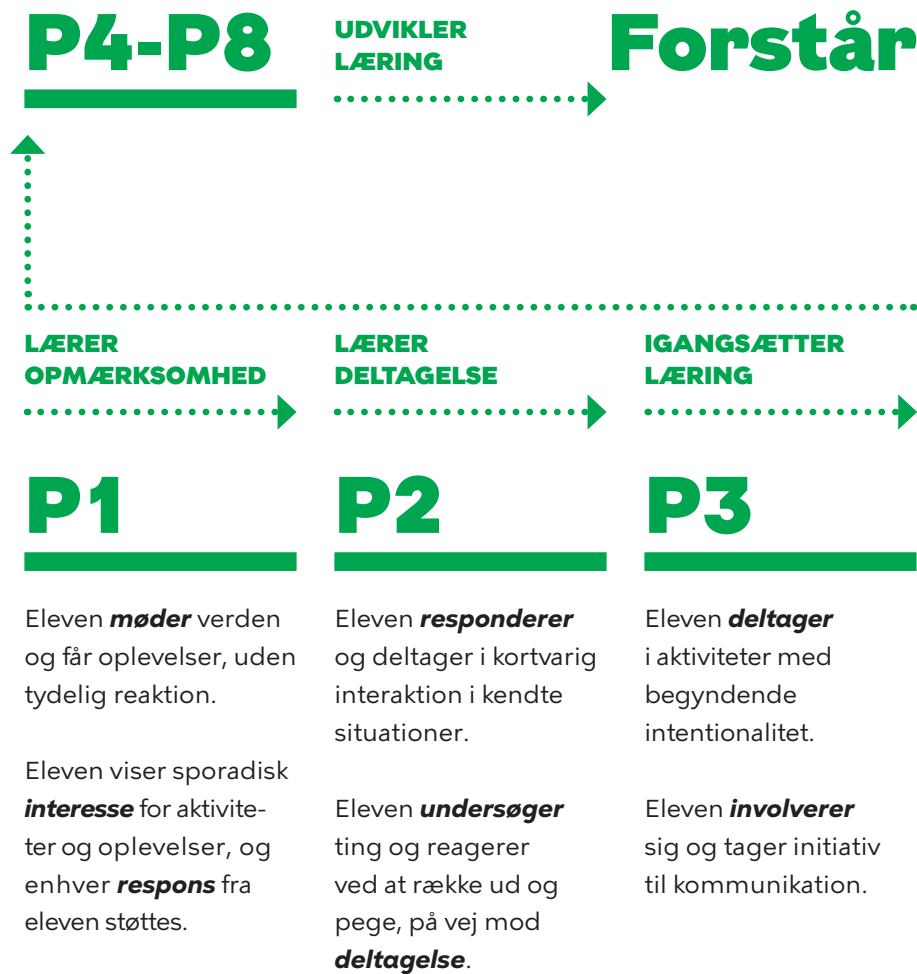 P4-P8
UDVIKLER
LÆRING
Forstår
LÆRER
OPMÆRKSOMHED
LÆRER
DELTAGELSE
IGANGSÆTTER
LÆRING
P1
Eleven møder verden
og får oplevelser, uden
tydelig reaktion.
Eleven viser sporadisk
interesse for aktivite-
ter og oplevelser, og
enhver respons fra
eleven støttes.
P2
Eleven responderer
og deltager i kortvarig
interaktion i kendte
situationer.
Eleven undersøger
ting og reagerer
ved at række ud og
pege, på vej mod
deltagelse.
P3
Eleven deltager
i aktiviteter med
begyndende
intentionalitet.
Eleven involverer
sig og tager initiativ
til kommunikation.